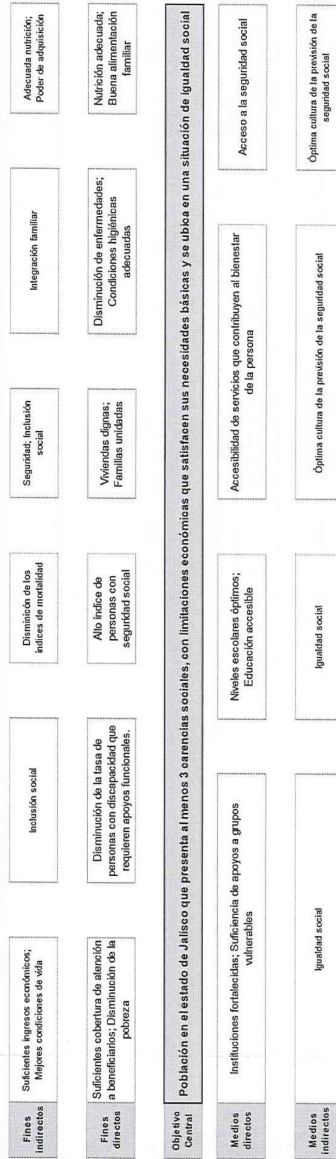 Fines
indirectos
Suficientes ingresos económicos;
Mejores condiciones de vida
Inclusión social
Disminicón de los
índices de mortalidad
Seguridad; Inclusión
social
Integración familiar
Adecuada nutrición;
Poder de adquisición
Fines
directos
Suficientes cobertura de atención
a beneficiarios; Disminución de la
pobreza
Disminución de la tasa de
personas con discapacidad que
requieren apoyos funcionales.
Alto índice de
personas con
seguridad social
Viviendas dignas;
Familias unidadas
Disminución de enfermedades;
Condiciones higiénicas
adecuadas
Nutrición adecuada;
Buena alimentación
familiar
Objetivo
Central
Población en el estado de Jalisco que presenta al menos 3 carencias sociales, con limitaciones económicas que satisfacen sus necesidades básicas y se ubica en una situación de igualdad social
Medios
directos
Instituciones fortalecidas; Suficiencia de apoyos a grupos
vulnerables
Niveles escolares óptimos;
Educación accesible
Accesibilidad de servicios que contribuyen al bienestar
de la persona
Acceso a la seguridad social
Medios
indirectos
Igualdad social
Igualdad social
Óptima cultura de la previsión de la seguridad social
Óptima cultura de la previsión de la
seguridad social